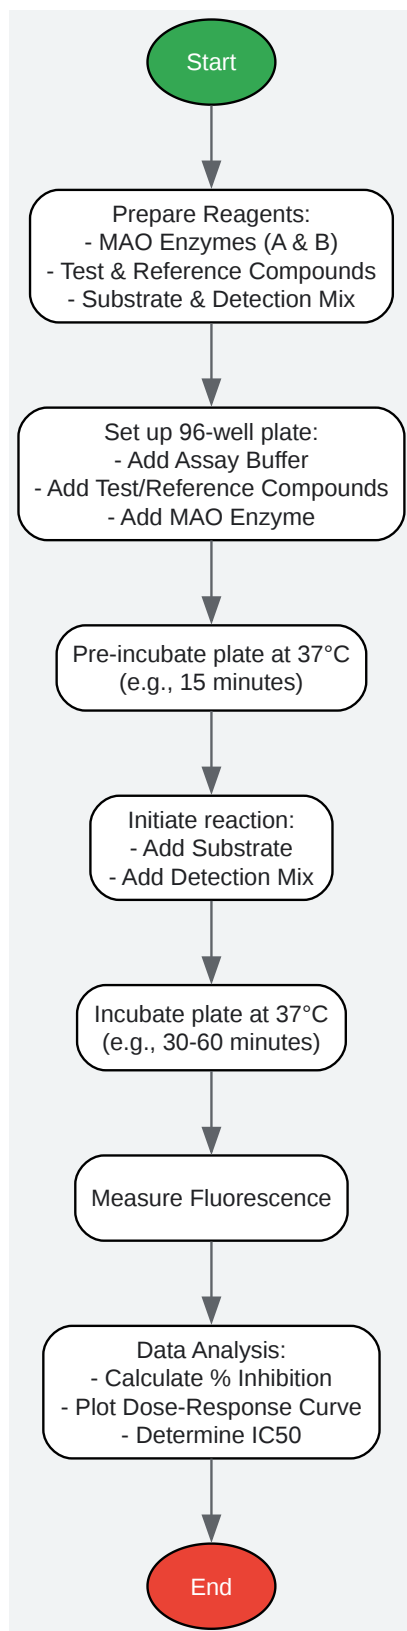 Start
Prepare Reagents:
- MAO Enzymes (A & B)
- Test & Reference Compounds
- Substrate & Detection Mix
Set up 96-well plate:
- Add Assay Buffer
- Add Test/Reference Compounds
- Add MAO Enzyme
Pre-incubate plate at 37°C
(e.g., 15 minutes)
Initiate reaction:
- Add Substrate
- Add Detection Mix
Incubate plate at 37°C
(e.g., 30-60 minutes)
Measure Fluorescence
Data Analysis:
- Calculate % Inhibition
- Plot Dose-Response Curve
- Determine IC50
End